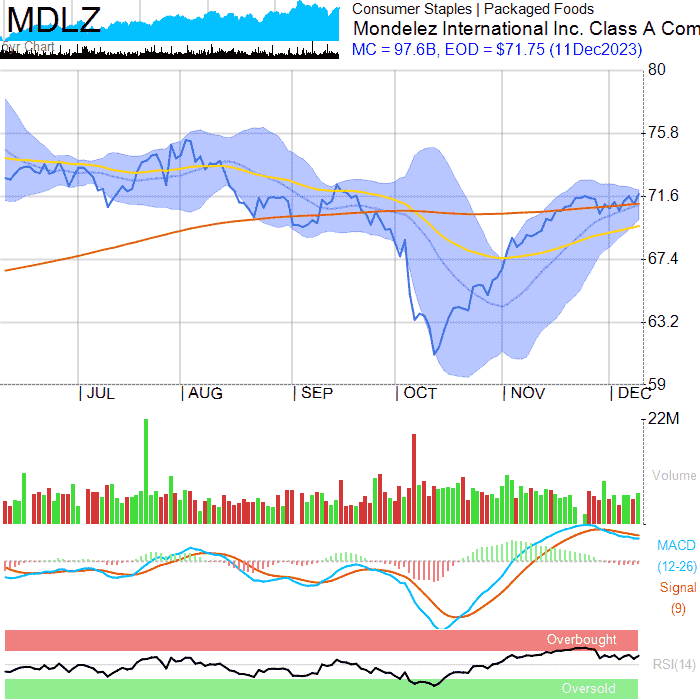 MDLZ
Consumer Staples | Packaged Foods
Mondelez International Inc. Class A Com
MC = 97.6B, EOD = $71.75 (11Dec2023)
80
75.8
71.6
67.4
63.2
59
| JUL | AUG | SEP | OCT | NOV | DEC
22M
Volume
MACD
(12-26)
Signal
(9)
Overbought
RSI(14)
Oversold